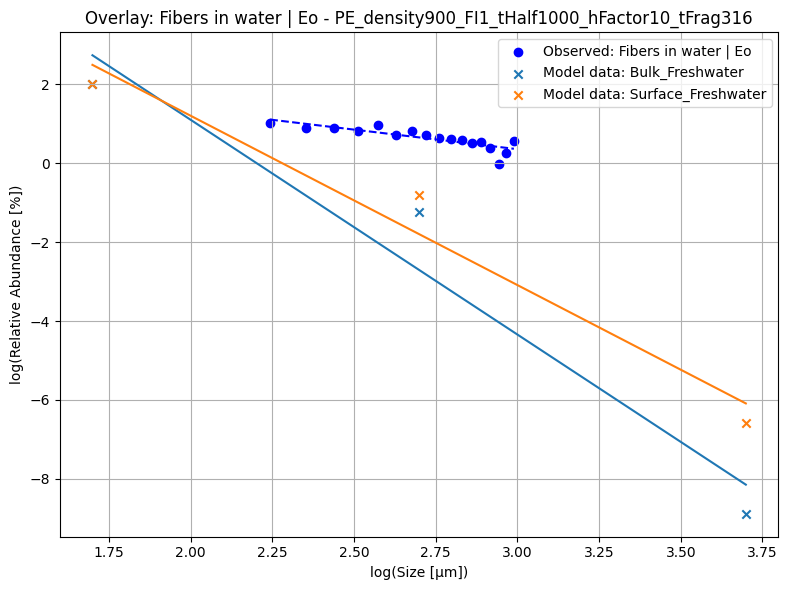 Overlay: Fibers in water | Eo - PE_density900_FI1_tHalf1000_hFactor10_tFrag316
Observed: Fibers in water | Eo
Model data: Bulk_Freshwater
Model data: Surface_Freshwater
log(Relative Abundance [%])
2
0
−2
−4
−6
−8
1.75 2.00 2.25 2.50 2.75 3.00 3.25 3.50 3.75
log(Size [μm])